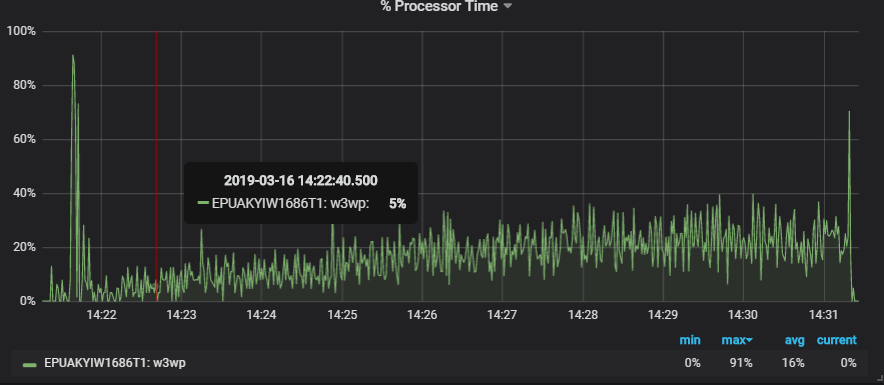 % Processor Time
100%
80%
60%
40%
20%
0%
2019-03-16 14:22:40.500
EPUAKYIW1686T1: w3wp: 5%
14:22 14:23 14:24 14:25 14:26 14:27 14:28 14:29 14:30 14:31
min max avg current
EPUAKYIW1686T1: w3wp 0% 91% 16% 0%